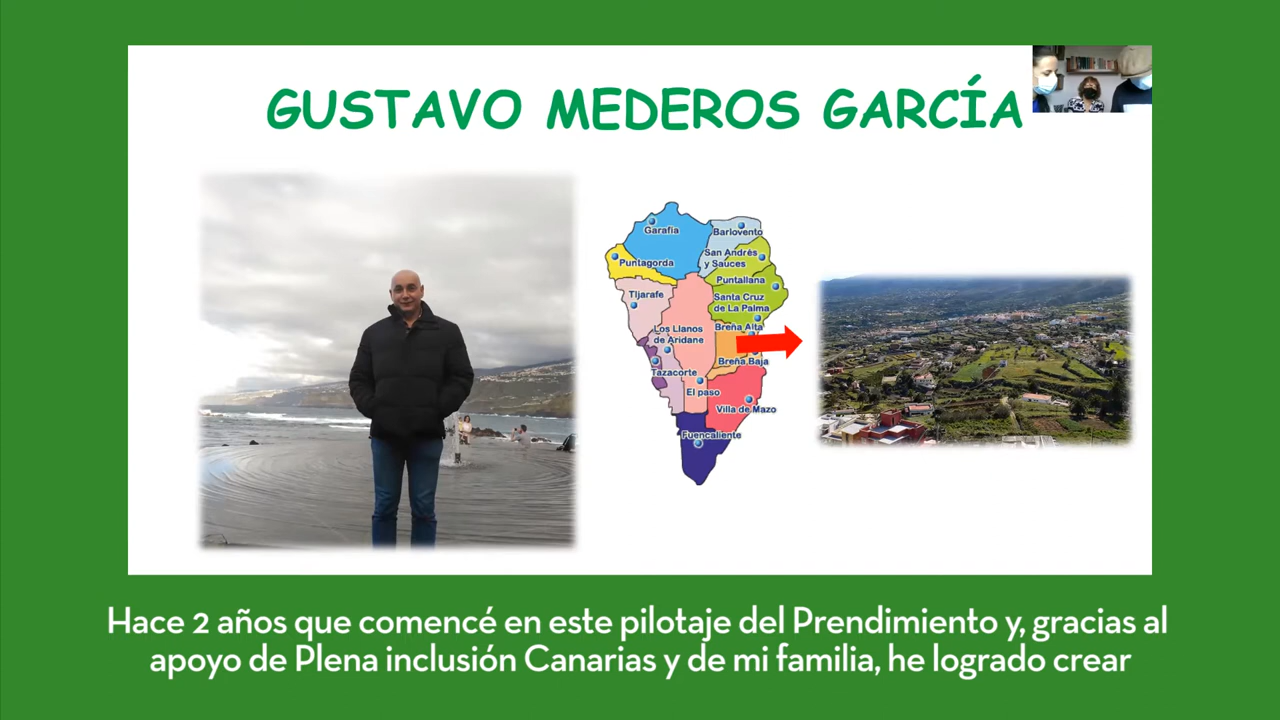 GUSTAVO MEDEROS GARCÍA
Garafía
Barlovento
San Andrés
y Sauces
Puntagorda
Puntallana
Tijarafe
Santa Cruz
de La Palma
Breña Alta
Los Llanos
de Aridane
Breña Baja
Tazacorte
El paso
Villa de Mazo
Fuencaliente
Hace 2 años que comencé en este pilotaje del Prendimiento y, gracias al
apoyo de Plena inclusión Canarias y de mi familia, he logrado crear